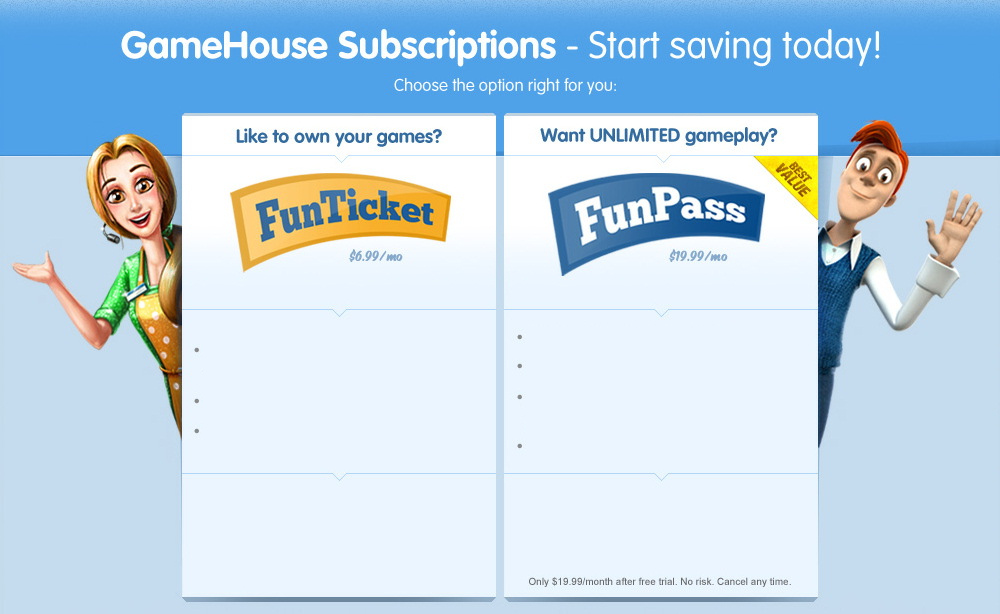 GameHouse Subscriptions - Start saving today!
Choose the option right for you:
Like to own your games?
FunTicket
$6.99/mo
Want UNLIMITED gameplay?
BEST
VALUE
FunPass
$19.99/mo
Only $19.99/month after free trial. No risk. Cancel any time.